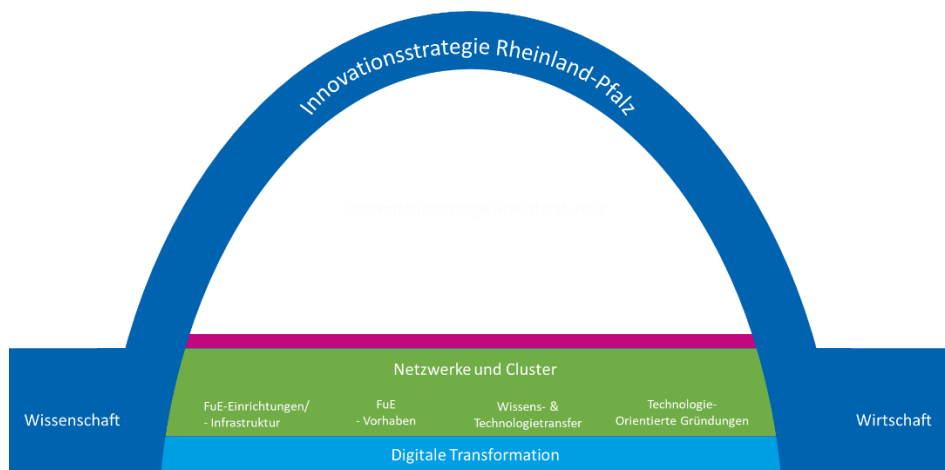 Innovationsstrategie Rheinland-Pfalz
Netzwerke und Cluster
FuE-Einrichtungen/
- Infrastruktur
FuE
- Vorhaben
Wissens- &
Technologietransfer
Technologie-
Orientierte Gründungen
Wissenschaft
Wirtschaft
Digitale Transformation